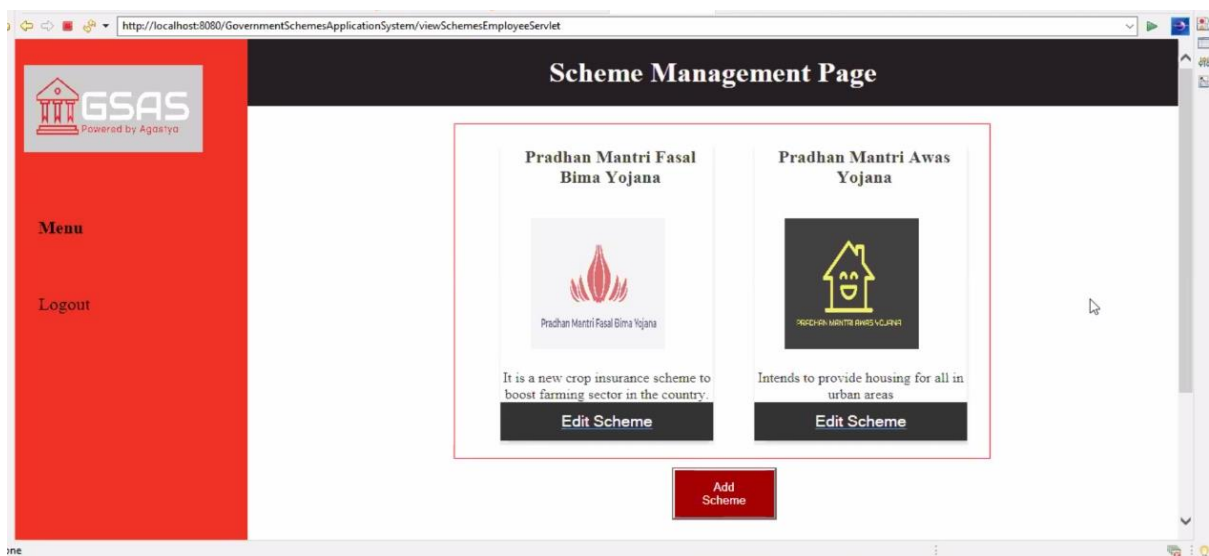 http://localhost:8080/GovernmentSchemesApplicationSystem/viewSchemesEmployeeServlet
Scheme Management Page
GSAS
Powered by Agastya
Menu
Logout
Pradhan Mantri Fasal
Bima Yojana
Pradhan Mantri Fasal Bima Yojana
It is a new crop insurance scheme to
boost farming sector in the country.
Edit Scheme
Pradhan Mantri Awas
Yojana
PRADHAN MANTRI AWAS YOJANA
Intends to provide housing for all in
urban areas
Edit Scheme
Add
Scheme